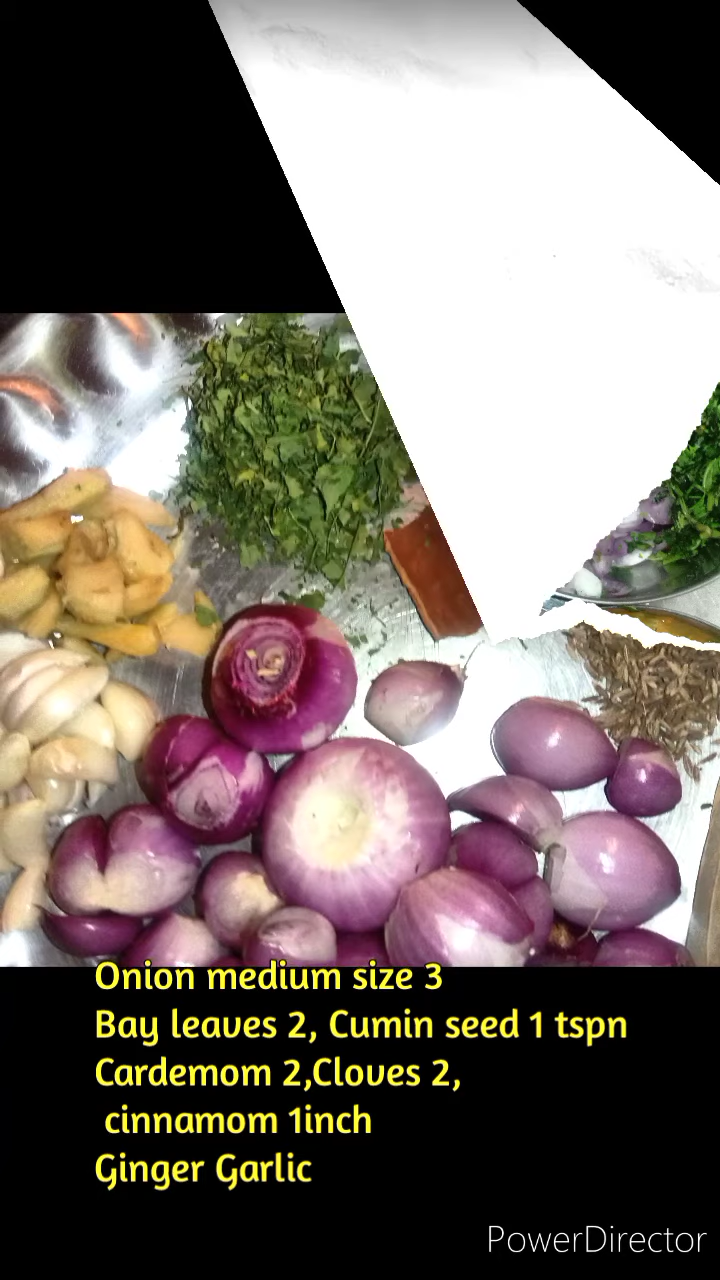 Onion medium size 3
Bay leaves 2, Cumin seed 1 tspn
Cardemom 2,Cloves 2,
cinnamom 1inch
Ginger Garlic
PowerDirector